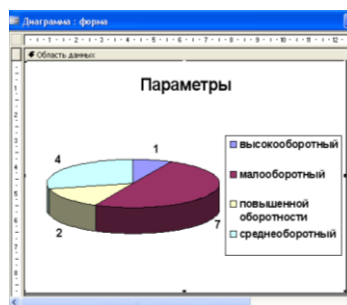 Диаграмма : форма
Область данных
Параметры
1
4
2
7
высокооборотный
малооборотный
повышенной
оборотности
среднеоборотный